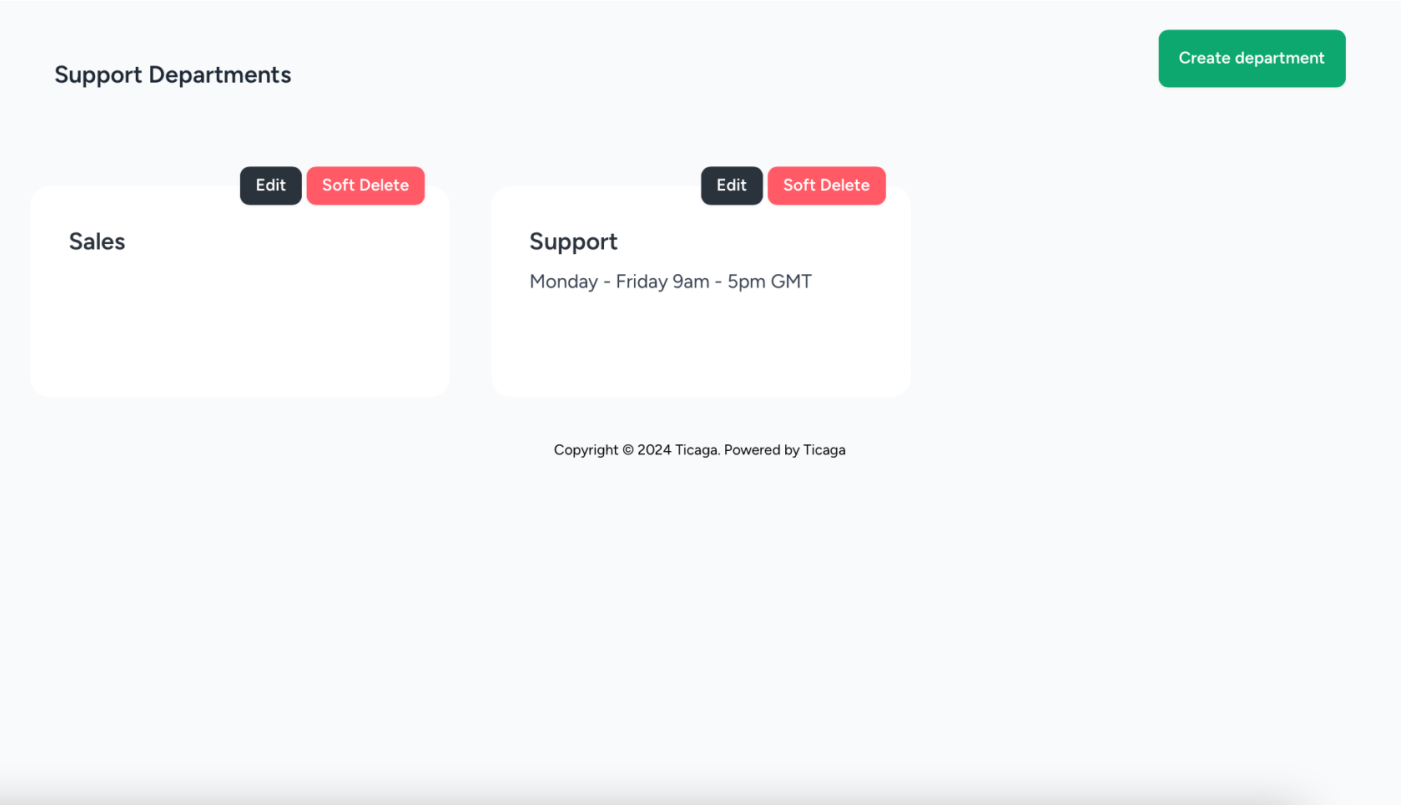 Support Departments
Create department
Edit
Soft Delete
Sales
Edit
Soft Delete
Support
Monday - Friday 9am - 5pm GMT
Copyright © 2024 Ticaga. Powered by Ticaga